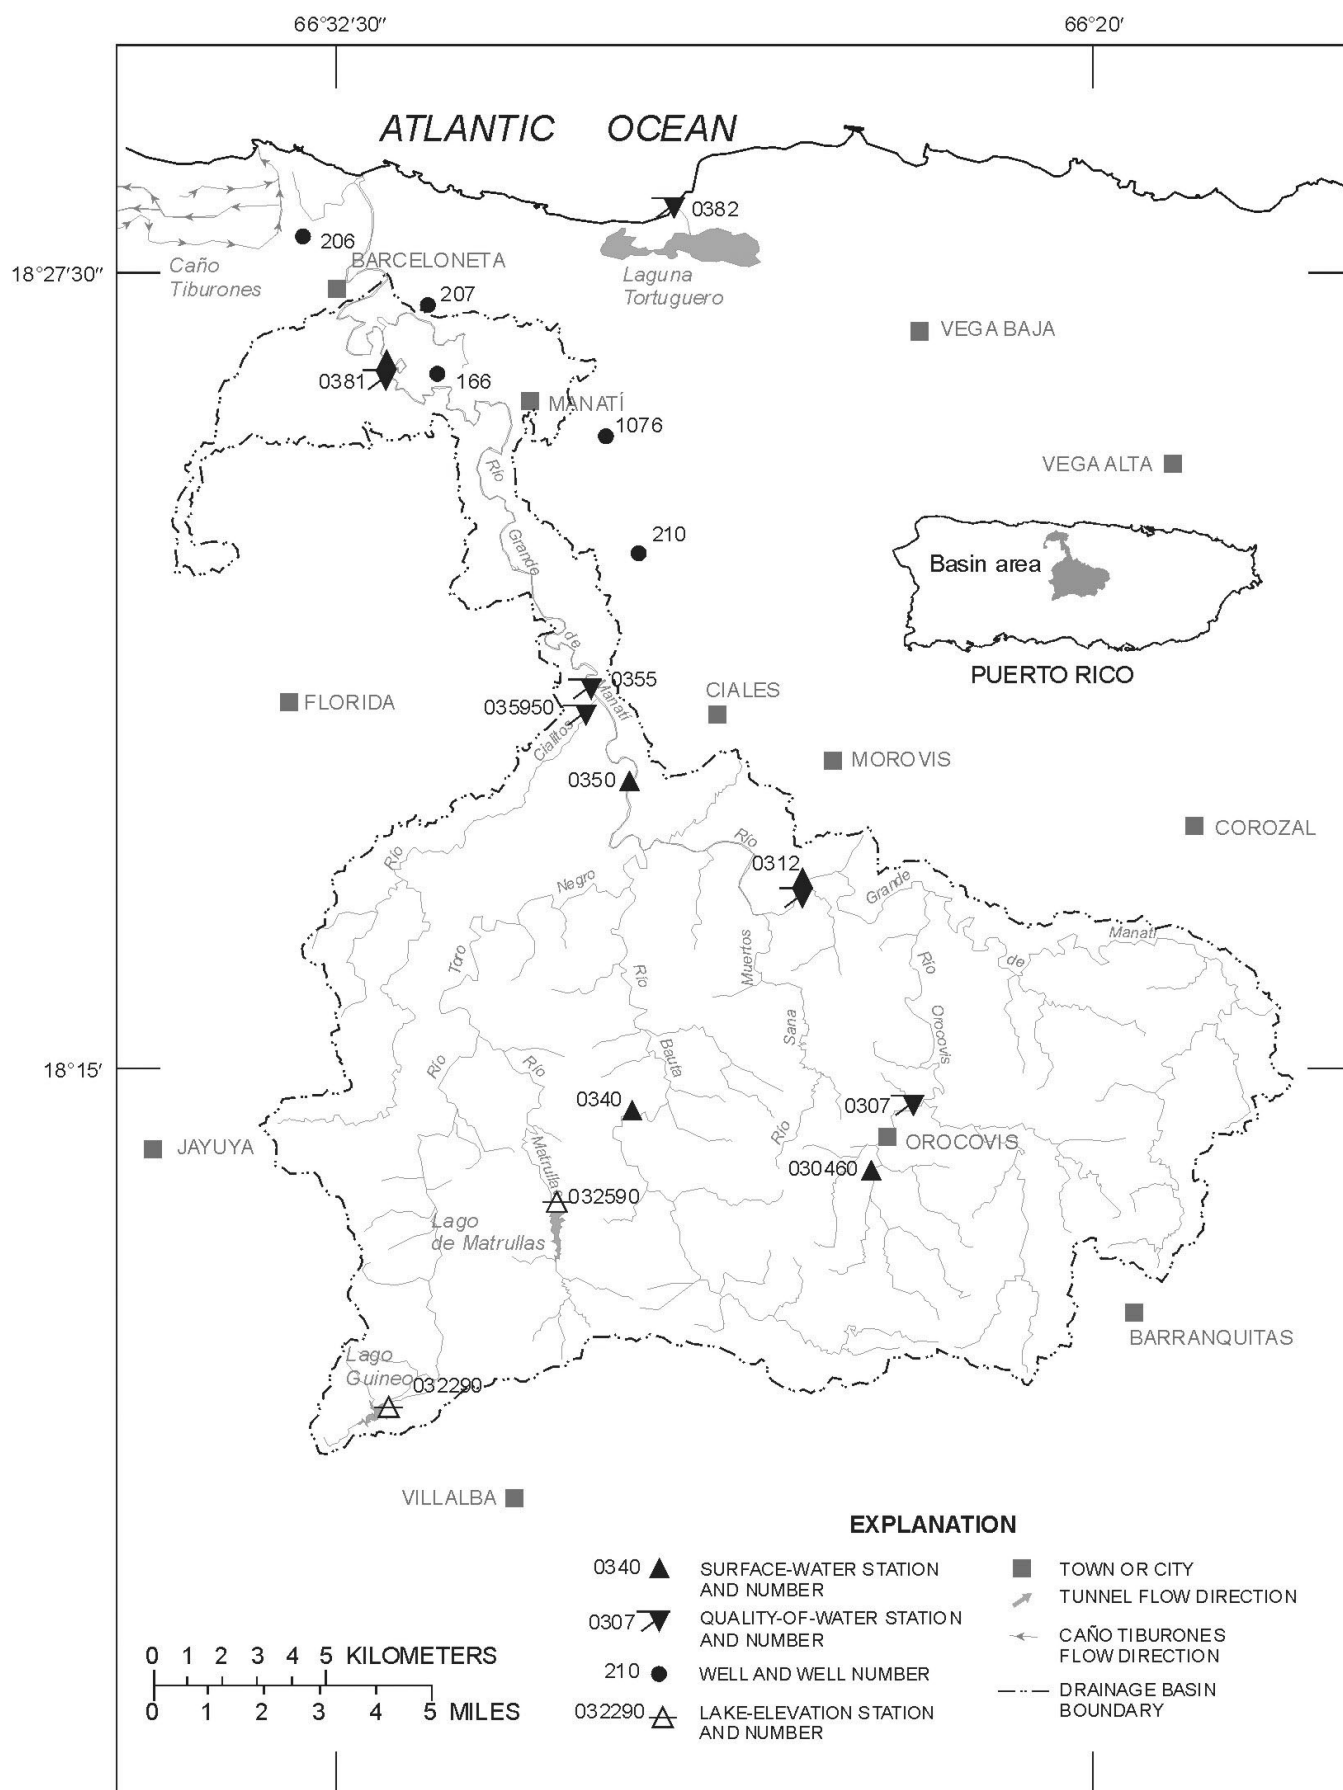 66°32′30″
66°20′
ATLANTIC OCEAN
0382
206
18°27′30″
Caño
Tiburones
BARCELONETA
Laguna
Tortuguero
207
VEGA BAJA
0381
166
MANATÍ
1076
VEGA ALTA
Río
210
Grande
Basin area
de
PUERTO RICO
0355
Manatí
CIALES
FLORIDA
035950
Cialitos
MOROVIS
0350
COROZAL
Río
Río
0312
Negro
Grande
Manatí
Muertos
Toro
Río
Río
de
Sana
Orocovis
Bauta
Río
Río
18°15′
0340
0307
Río
JAYUYA
OROCOVIS
Matrullas
030460
032590
Lago
de Matrullas
BARRANQUITAS
Lago
Guineo
032290
VILLALBA
EXPLANATION
0340 SURFACE-WATER STATION
AND NUMBER
0307 QUALITY-OF-WATER STATION
AND NUMBER
210 WELL AND WELL NUMBER
032290 LAKE-ELEVATION STATION
AND NUMBER
TOWN OR CITY
TUNNEL FLOW DIRECTION
CAÑO TIBURONES
FLOW DIRECTION
DRAINAGE BASIN
BOUNDARY
0 1 2 3 4 5 KILOMETERS
0 1 2 3 4 5 MILES